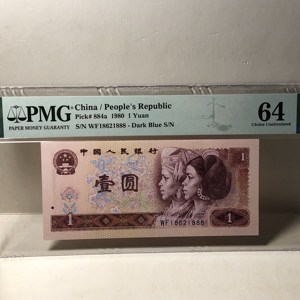 PMG
PAPER MONEY GUARANTY
China / People's Republic
Pick# 884a 1980 1 Yuan
S/N WF18621888 - Dark Blue S/N
64
Choice Uncirculated
中国人民银行
1
壹圆
1
WF18621888